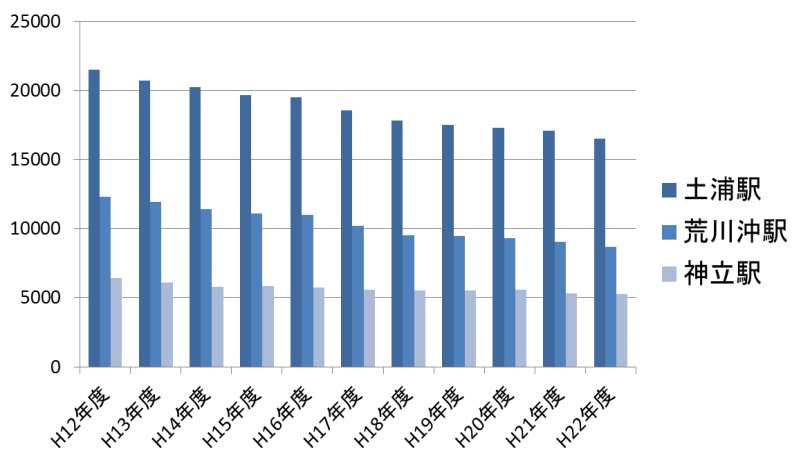 25000
20000
15000
10000
5000
0
H12年度
H13年度
H14年度
H15年度
H16年度
H17年度
H18年度
H19年度
H20年度
H21年度
H22年度
土浦駅
荒川沖駅
神立駅